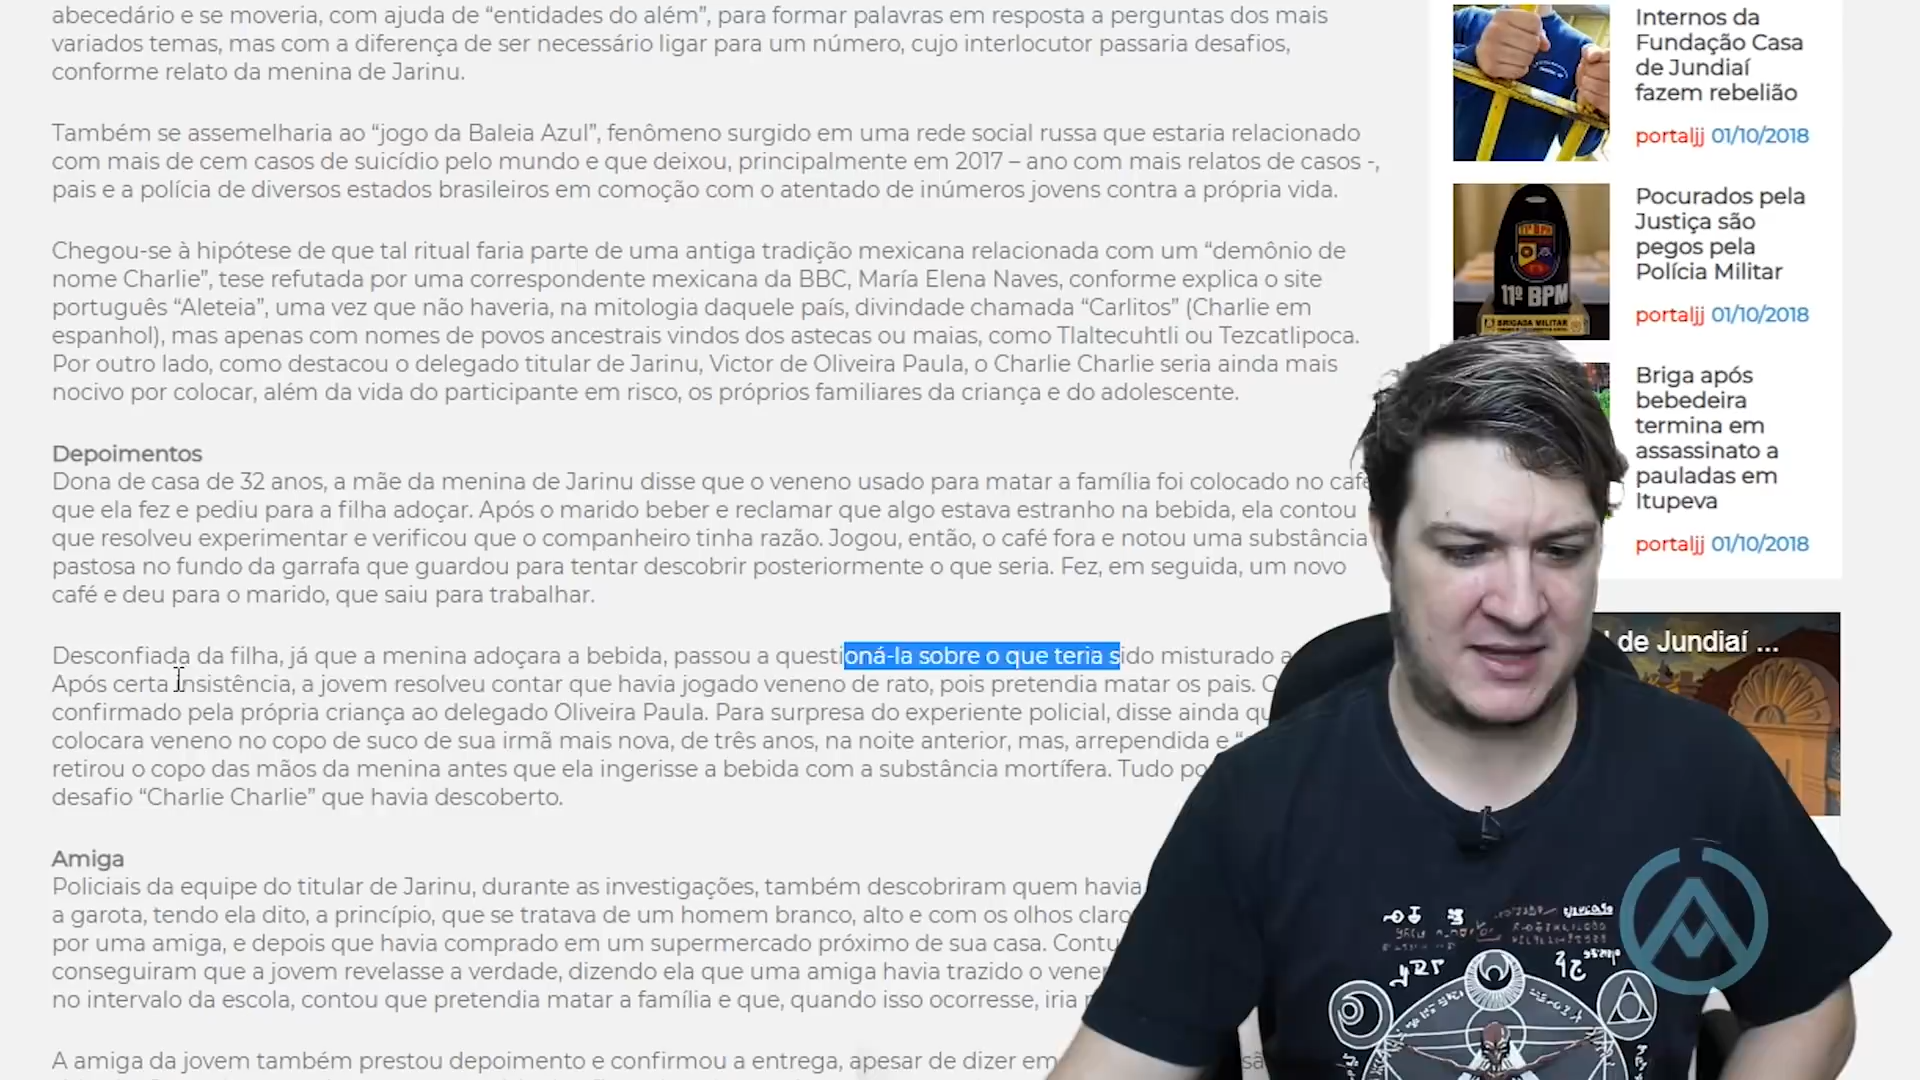 abecedário e se moveria, com ajuda de “entidades do além”, para formar palavras em resposta a perguntas dos mais
variados temas, mas com a diferença de ser necessário ligar para um número, cujo interlocutor passaria desafios,
conforme relato da menina de Jarinu.
Também se assemelharia ao “jogo da Baleia Azul”, fenômeno surgido em uma rede social russa que estaria relacionado
com mais de cem casos de suicídio pelo mundo e que deixou, principalmente em 2017 – ano com mais relatos de casos -,
pais e a polícia de diversos estados brasileiros em comoção com o atentado de inúmeros jovens contra a própria vida.
Chegou-se à hipótese de que tal ritual faria parte de uma antiga tradição mexicana relacionada com um “demônio de
nome Charlie”, tese refutada por uma correspondente mexicana da BBC, María Elena Naves, conforme explica o site
português “Aleteia”, uma vez que não haveria, na mitologia daquele país, divindade chamada “Carlitos” (Charlie em
espanhol), mas apenas com nomes de povos ancestrais vindos dos astecas ou maias, como Tlaltecuhtli ou Tezcatlipoca.
Por outro lado, como destacou o delegado titular de Jarinu, Victor de Oliveira Paula, o Charlie Charlie seria ainda mais
nocivo por colocar, além da vida do participante em risco, os próprios familiares da criança e do adolescente.
Depoimentos
Dona de casa de 32 anos, a mãe da menina de Jarinu disse que o veneno usado para matar a família foi colocado no café
que ela fez e pediu para a filha adoçar. Após o marido beber e reclamar que algo estava estranho na bebida, ela contou
que resolveu experimentar e verificou que o companheiro tinha razão. Jogou, então, o café fora e notou uma substância
pastosa no fundo da garrafa que guardou para tentar descobrir posteriormente o que seria. Fez, em seguida, um novo
café e deu para o marido, que saiu para trabalhar.
Desconfiada da filha, já que a menina adoçara a bebida, passou a questioná-la sobre o que teria sido misturado
Após certa insistência, a jovem resolveu contar que havia jogado veneno de rato, pois pretendia matar os pais.
confirmado pela própria criança ao delegado Oliveira Paula. Para surpresa do experiente policial, disse ainda
colocara veneno no copo de suco de sua irmã mais nova, de três anos, na noite anterior, mas, arrependida e
retirou o copo das mãos da menina antes que ela ingerisse a bebida com a substância mortífera. Tudo
desafio “Charlie Charlie” que havia descoberto.
Amiga
Policiais da equipe do titular de Jarinu, durante as investigações, também descobriram quem havia
a garota, tendo ela dito, a princípio, que se tratava de um homem branco, alto e com os olhos
por uma amiga, e depois que havia comprado em um supermercado próximo de sua casa.
conseguiram que a jovem revelasse a verdade, dizendo ela que uma amiga havia trazido o
no intervalo da escola, contou que pretendia matar a família e que, quando isso ocorresse, iria
A amiga da jovem também prestou depoimento e confirmou a entrega, apesar de dizer em
Internos da
Fundação Casa
de Jundiaí
fazem rebelião
portaljj 01/10/2018
11º BPM
BRIGADA MILITAR
Pocurados pela
Justiça são
pegos pela
Polícia Militar
portaljj 01/10/2018
Briga após
bebedeira
termina em
assassinato a
pauladas em
Itupeva
portaljj 01/10/2018
de Jundiaí ...